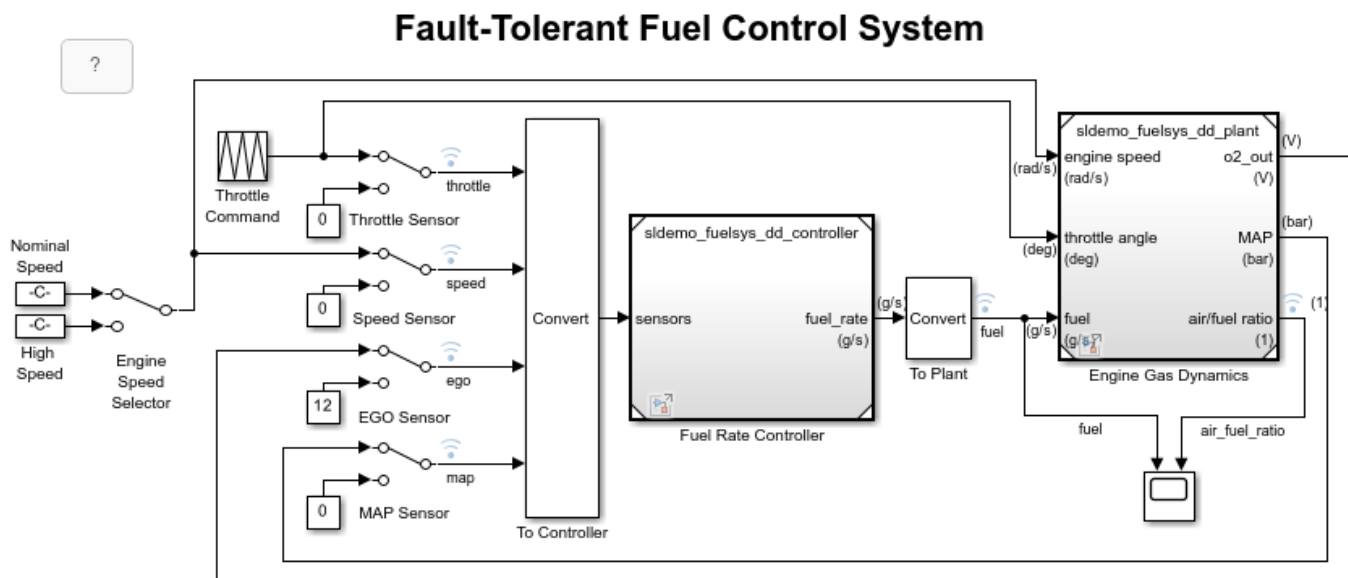 Fault-Tolerant Fuel Control System
?
Throttle
Command
0
Throttle Sensor
throttle
Nominal
Speed
-C-
-C-
High
Speed
Engine
Speed
Selector
speed
0
Speed Sensor
ego
12
EGO Sensor
map
0
MAP Sensor
Convert
To Controller
sldemo_fuelsys_dd_controller
sensors
fuel_rate
(g/s)
Fuel Rate Controller
(g/s)
Convert
To Plant
fuel
(rad/s)
(deg)
(g/s)
sldemo_fuelsys_dd_plant
engine speed
(rad/s)
o2_out
(V)
throttle angle
(deg)
MAP
(bar)
fuel
(g/s)
air/fuel ratio
(1)
Engine Gas Dynamics
(V)
(bar)
(1)
fuel
air_fuel_ratio